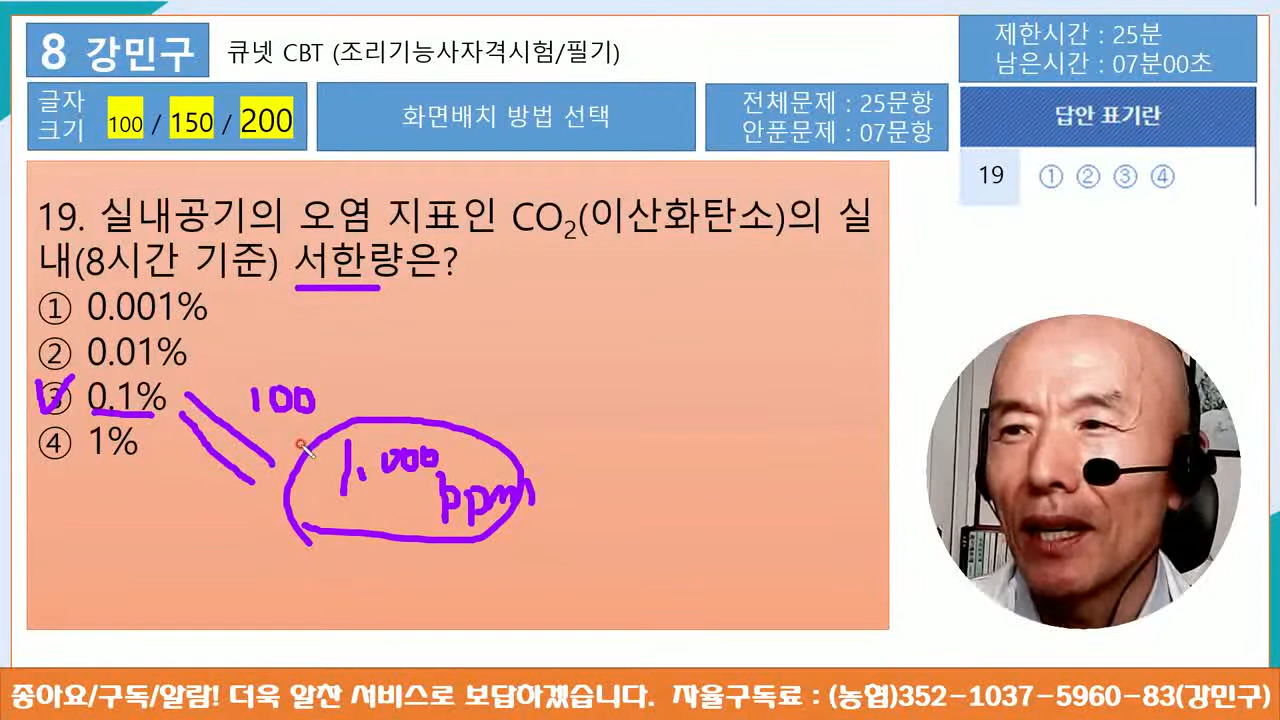 8 강민구
큐넷 CBT (조리기능사자격시험/필기)
제한시간 : 25분
남은시간 : 07분00초
글자
크기
100 / 150 / 200
화면배치 방법 선택
전체문제 : 25문항
안푼문제 : 07문항
답안 표기란
19 ① ② ③ ④
19. 실내공기의 오염 지표인 CO₂(이산화탄소)의 실
내(8시간 기준) 서한량은?
① 0.001%
② 0.01%
③ 0.1%
④ 1%
100
1.000
ppm
좋아요/구독/알람! 더욱 알찬 서비스로 보답하겠습니다. 자율구독료 : (농협)352-1037-5960-83(강민구)